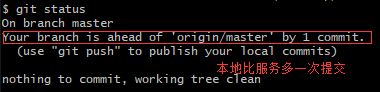 $ git status
On branch master
Your branch is ahead of 'origin/master' by 1 commit.
(use "git push" to publish your local commits)
本地比服务多一次提交
nothing to commit, working tree clean